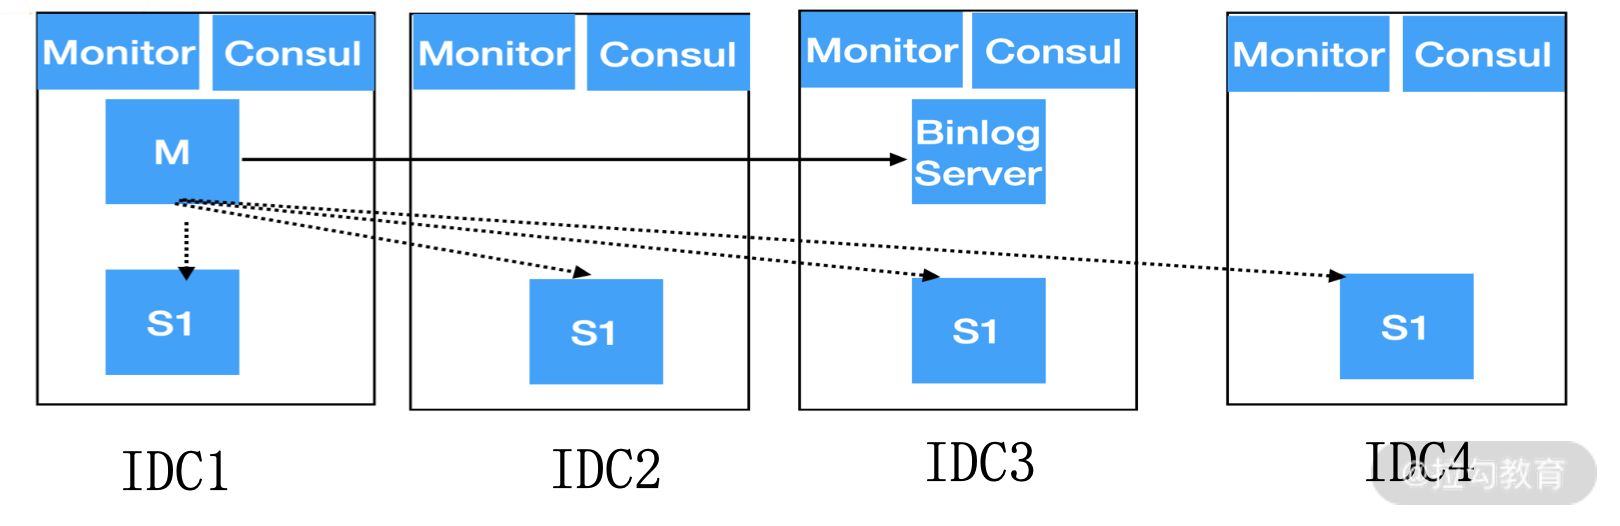 Monitor Consul
M
S1
IDC1
Monitor Consul
S1
IDC2
Monitor Consul
Binlog
Server
S1
IDC3
Monitor Consul
S1
IDC4
@拉勾教育